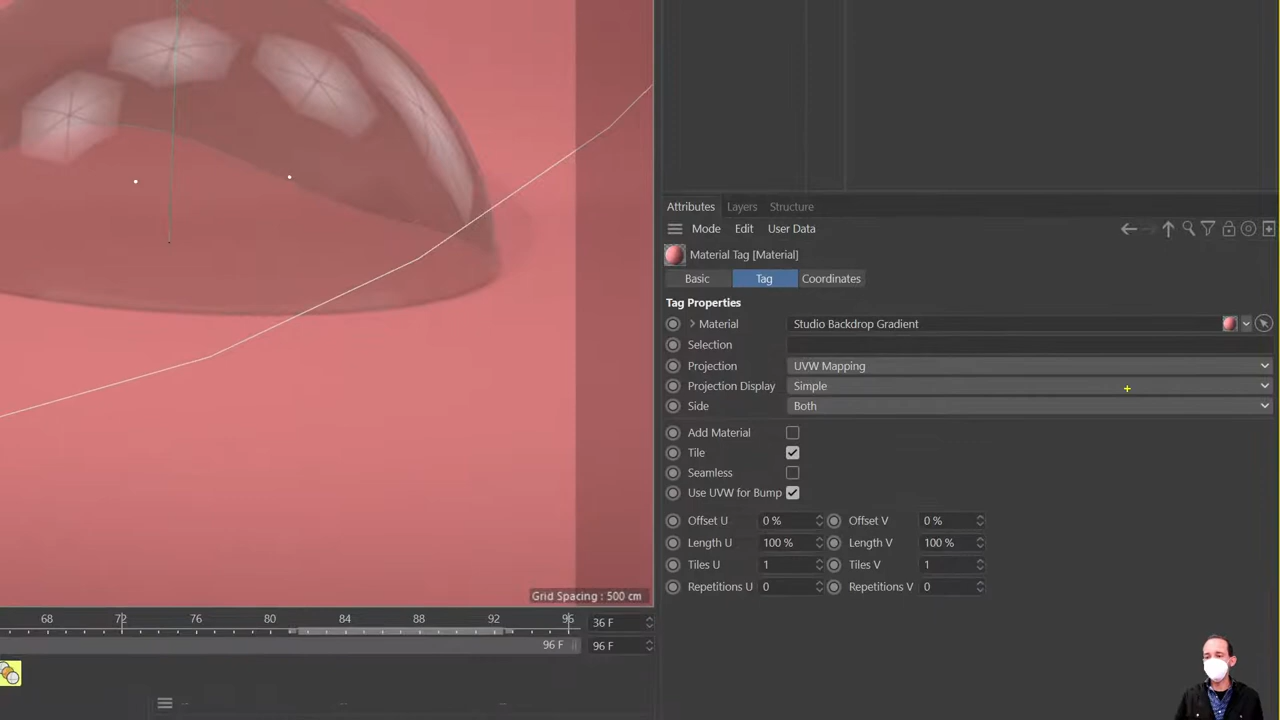 Attributes Layers Structure
Mode Edit User Data
Material Tag [Material]
Basic Tag Coordinates
Tag Properties
Material Studio Backdrop Gradient
Selection
Projection UVW Mapping
Projection Display Simple
Side Both
Add Material
Tile
Seamless
Use UVW for Bump
Offset U 0 % Offset V 0 %
Length U 100 % Length V 100 %
Tiles U 1 Tiles V 1
Repetitions U 0 Repetitions V 0
Grid Spacing : 500 cm
68 72 76 80 84 88 92 96 36 F
96 F 96 F